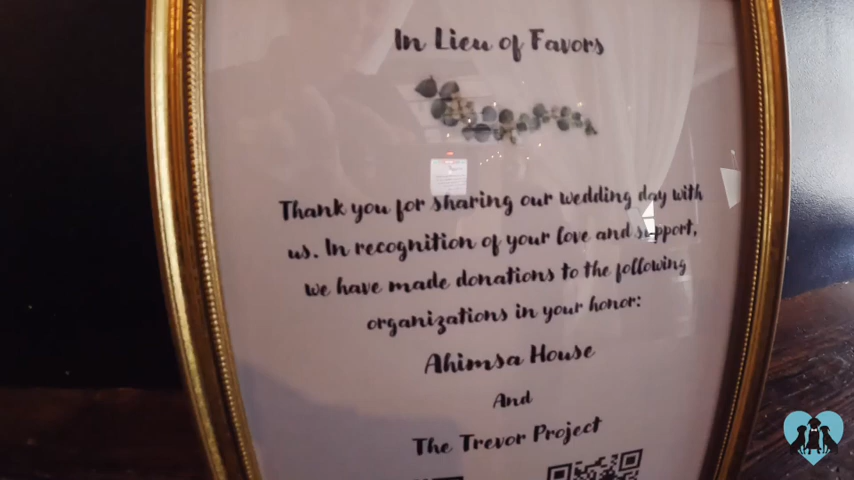 In Lieu of Favors
Thank you for sharing our wedding day with
us. In recognition of your love and support,
we have made donations to the following
organizations in your honor:
Ahimsa House
And
The Trevor Project